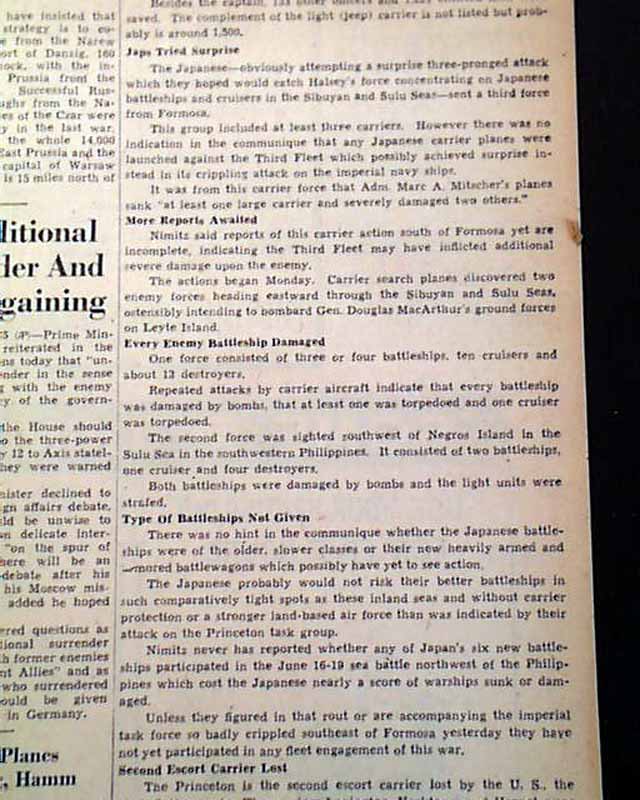 have insisted that
strategy is to co-
e from the Narew
ort of Danzig, 160
ock, with the in-
Prussia from the
Successful Rus-
ughs from the Na-
es of the Czar were
y in the last war.
the whole 14,000
East Prussia and the
capital of Warsaw
is 15 miles north of
ditional
der And
gaining
5 (P)—Prime Min-
reiterated in the
ns today that "un-
nder in the sense
g with the enemy
cy of the govern-
the House should
o the three-power
y 12 to Axis statel-
hey were warned
nister declined to
ign affairs debate,
ld be unwise to
n delicate inter-
"on the spur of
here will be an
debate after his
his Moscow mis-
added he hoped
ered questions as
tional surrender
h former enemies
nt Allies" and as
who surrendered
ould be given
in Germany.
Planes
, Hamm
Besides the captain, 133 other officers and
saved. The complement of the light (jeep) carrier is not listed but prob-
ably is around 1,500.
Japs Tried Surprise
The Japanese—obviously attempting a surprise three-pronged attack
which they hoped would catch Halsey's force concentrating on Japanese
battleships and cruisers in the Sibuyan and Sulu Seas—sent a third force
from Formosa.
This group included at least three carriers. However there was no
indication in the communique that any Japanese carrier planes were
launched against the Third Fleet which possibly achieved surprise in-
stead in its crippling attack on the imperial navy ships.
It was from this carrier force that Adm. Marc A. Mitscher's planes
sank "at least one large carrier and severely damaged two others."
More Reports Awaited
Nimitz said reports of this carrier action south of Formosa yet are
incomplete, indicating the Third Fleet may have inflicted additional
severe damage upon the enemy.
The actions began Monday. Carrier search planes discovered two
enemy forces heading eastward through the Sibuyan and Sulu Seas,
ostensibly intending to bombard Gen. Douglas MacArthur's ground forces
on Leyte Island.
Every Enemy Battleship Damaged
One force consisted of three or four battleships, ten cruisers and
about 13 destroyers.
Repeated attacks by carrier aircraft indicate that every battleship
was damaged by bombs, that at least one was torpedoed and one cruiser
was torpedoed.
The second force was sighted southwest of Negros Island in the
Sulu Sea in the southwestern Philippines. It consisted of two battleships,
one cruiser and four destroyers.
Both battleships were damaged by bombs and the light units were
strafed.
Type Of Battleships Not Given
There was no hint in the communique whether the Japanese battle-
ships were of the older, slower classes or their new heavily armed and
armored battlewagons which possibly have yet to see action.
The Japanese probably would not risk their better battleships in
such comparatively tight spots as these inland seas and without carrier
protection or a stronger land-based air force than was indicated by their
attack on the Princeton task group.
Nimitz never has reported whether any of Japan's six new battle-
ships participated in the June 16-19 sea battle northwest of the Philip-
pines which cost the Japanese nearly a score of warships sunk or dam-
aged.
Unless they figured in that rout or are accompanying the imperial
task force so badly crippled southeast of Formosa yesterday they have
not yet participated in any fleet engagement of this war.
Second Escort Carrier Lost
The Princeton is the second escort carrier lost by the U. S., the